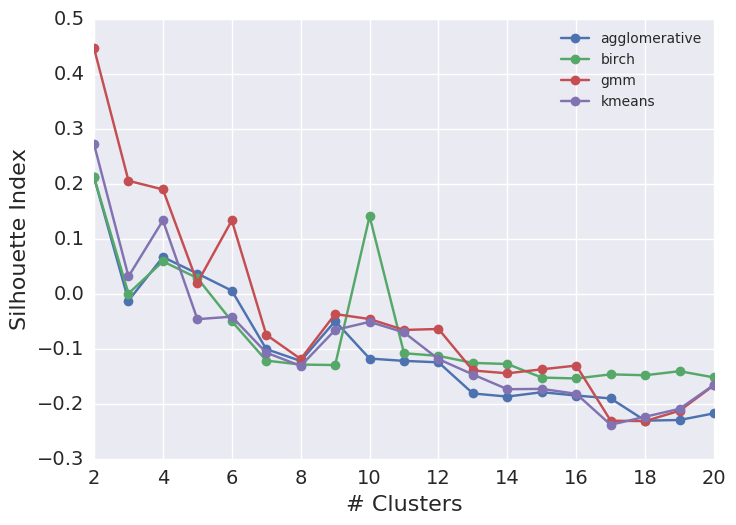 0.5
0.4
0.3
0.2
0.1
0.0
−0.1
−0.2
−0.3
Silhouette Index
agglomerative
birch
gmm
kmeans
2 4 6 8 10 12 14 16 18 20
# Clusters